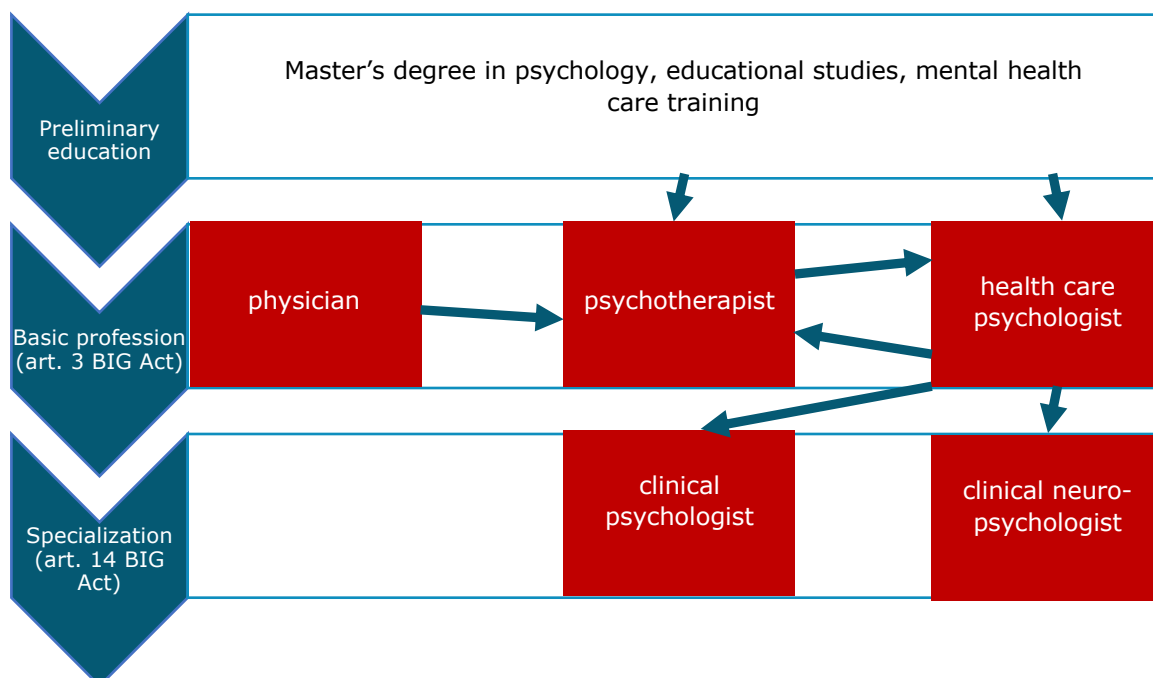 Master's degree in psychology, educational studies, mental health
care training
Preliminary
education
physician
psychotherapist
health care
psychologist
Basic profession
(art. 3 BIG Act)
clinical
psychologist
clinical neuro-
psychologist
Specialization
(art. 14 BIG
Act)